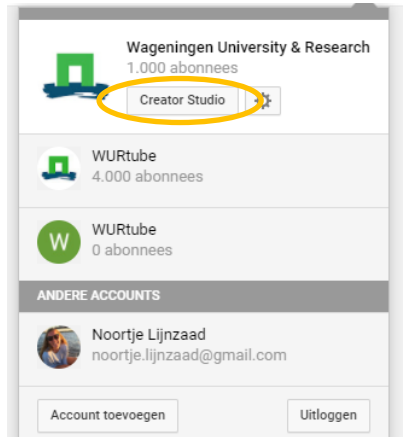 Wageningen University & Research
1.000 abonnees
Creator Studio
WURtube
4.000 abonnees
W
WURtube
0 abonnees
ANDERE ACCOUNTS
Noortje Lijnzaad
noortje.lijnzaad@gmail.com
Account toevoegen Uitloggen